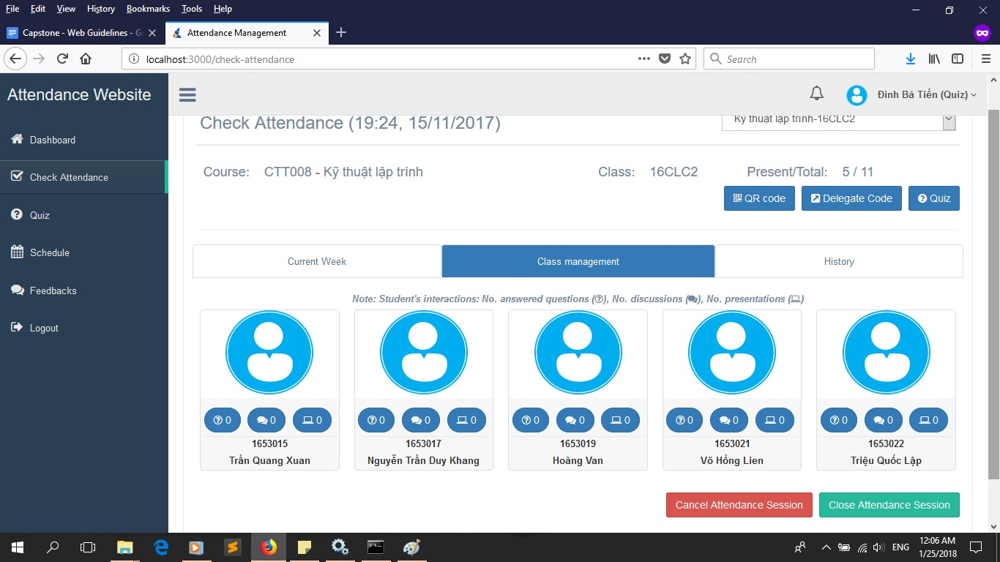 File Edit View History Bookmarks Tools Help
Capstone - Web Guidelines - G
Attendance Management
localhost:3000/check-attendance
Search
Attendance Website
Đinh Bá Tiến (Quiz)
Check Attendance (19:24, 15/11/2017)
Kỹ thuật lập trình-16CLC2
Dashboard
Check Attendance
Quiz
Schedule
Feedbacks
Logout
Course: CTT008 - Kỹ thuật lập trình Class: 16CLC2 Present/Total: 5 / 11
QR code Delegate Code Quiz
Current Week Class management History
Note: Student's interactions: No. answered questions (), No. discussions (), No. presentations ()
0 0 0 0 0 0 0 0 0 0 0 0 0 0 0
1653015 1653017 1653019 1653021 1653022
Trần Quang Xuan Nguyễn Trần Duy Khang Hoàng Van Võ Hồng Lien Triệu Quốc Lập
Cancel Attendance Session Close Attendance Session
ENG
12:06 AM
1/25/2018